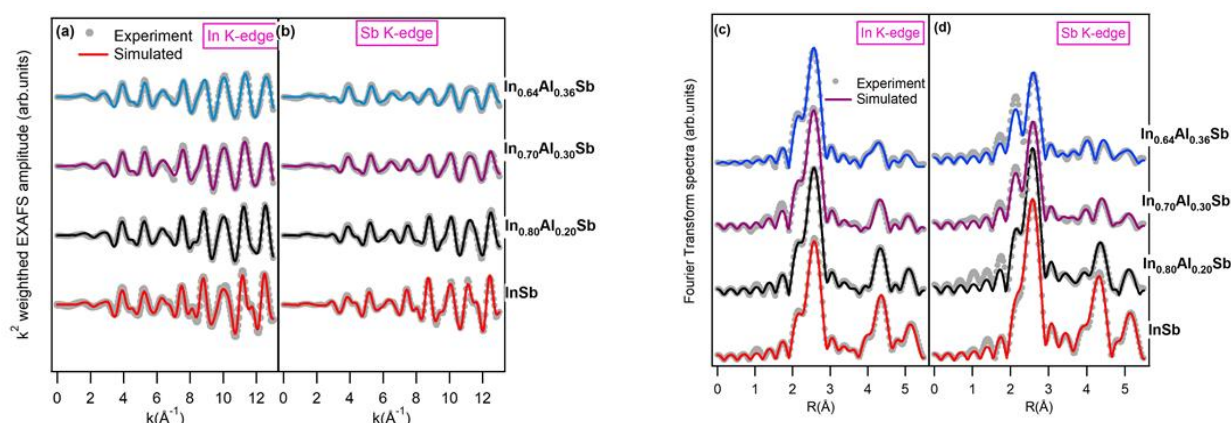 (a)
Experiment
Simulated
In K-edge
(b)
Sb K-edge
In0.64Al0.36Sb
In0.70Al0.30Sb
In0.80Al0.20Sb
InSb
k2 weighthed EXAFS amplitude (arb.units)
0 2 4 6 8 10 12
0 2 4 6 8 10 12
k(Å-1)
k(Å-1)
(c)
In K-edge
Experiment
Simulated
(d)
Sb K-edge
In0.64Al0.36Sb
In0.70Al0.30Sb
In0.80Al0.20Sb
InSb
Fourier Transform spectra (arb.units)
0 1 2 3 4 5
0 1 2 3 4 5
R(Å)
R(Å)